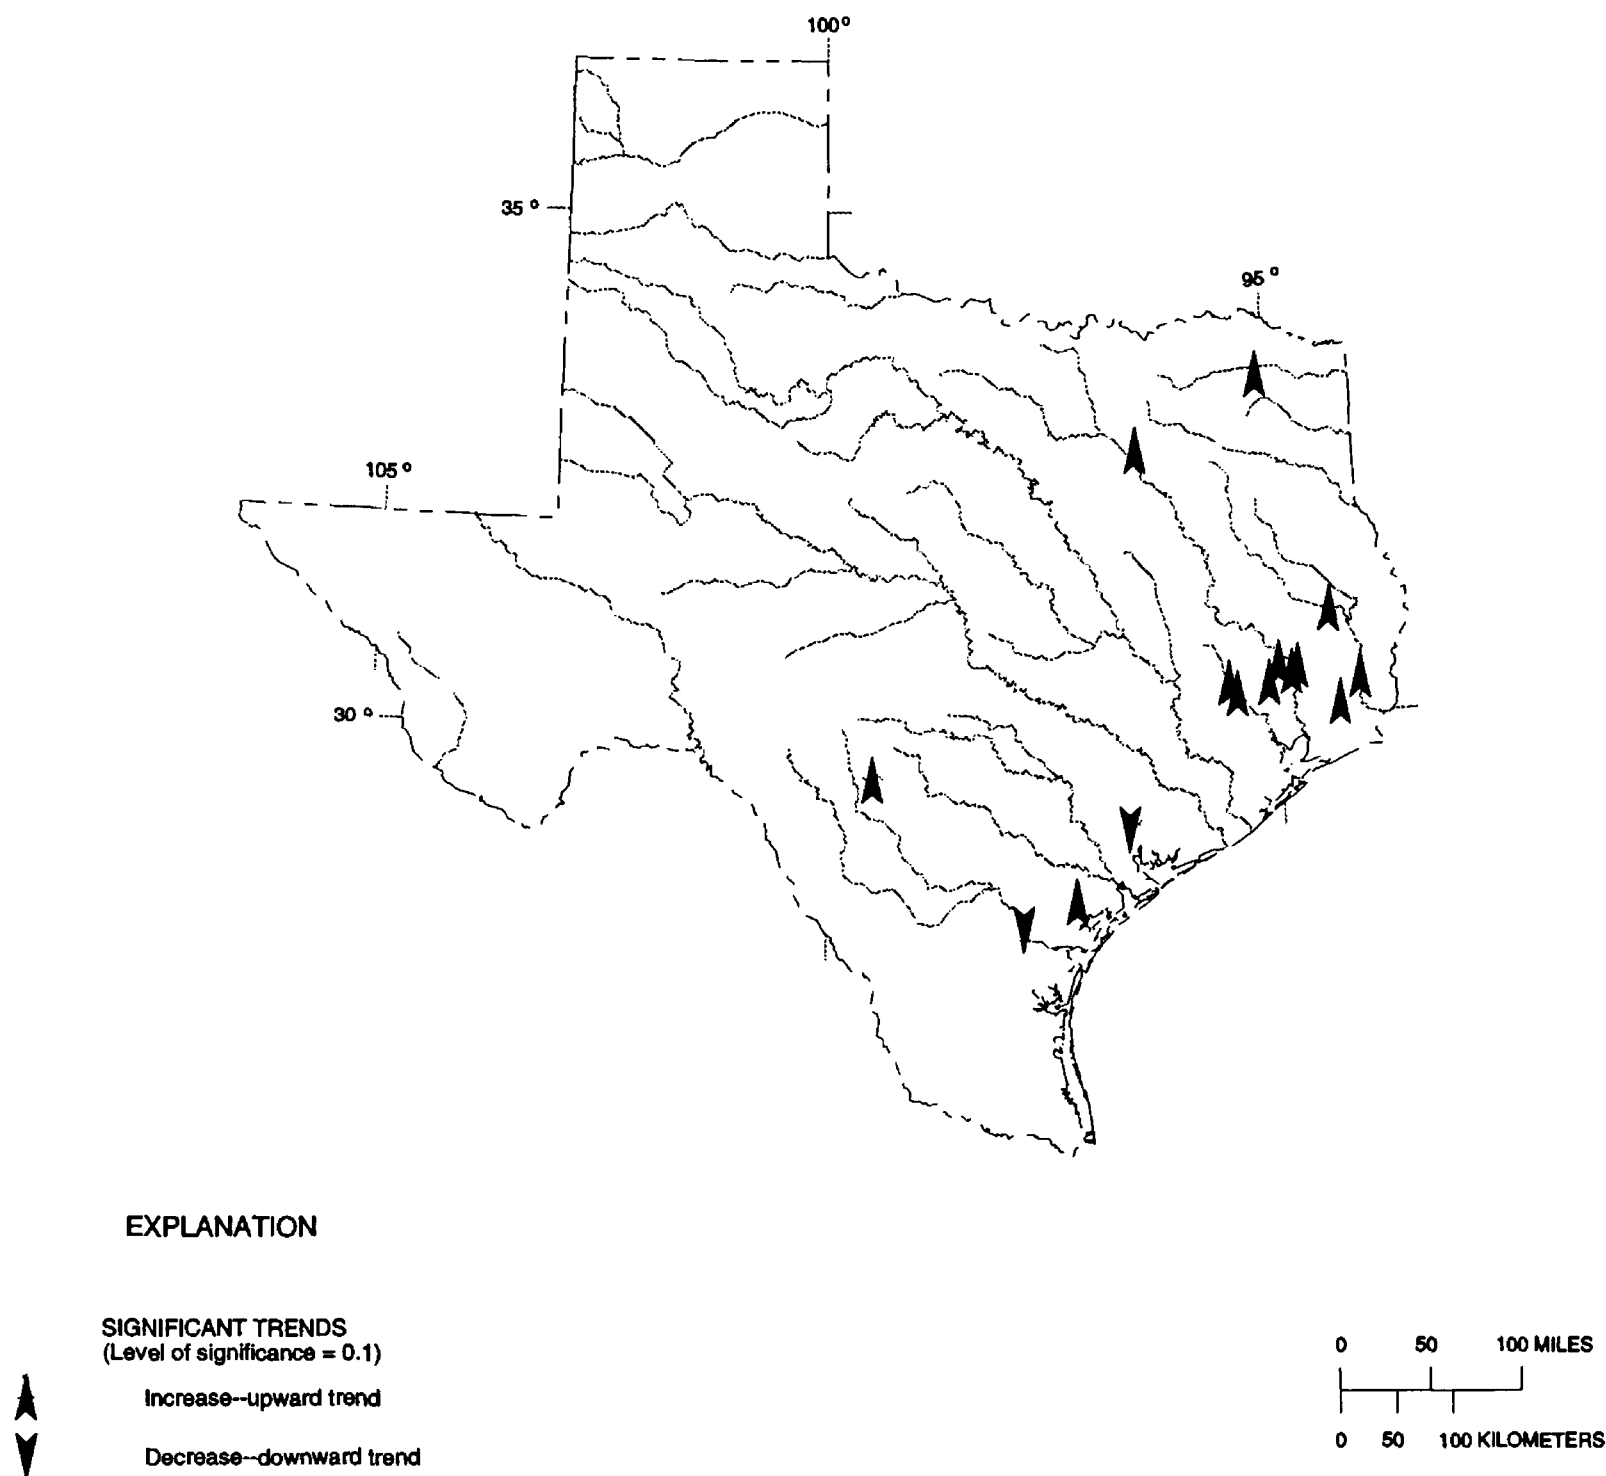 100°
35°
95°
105°
30°
EXPLANATION
SIGNIFICANT TRENDS
(Level of significance = 0.1)
Increase--upward trend
Decrease--downward trend
0 50 100 MILES
0 50 100 KILOMETERS